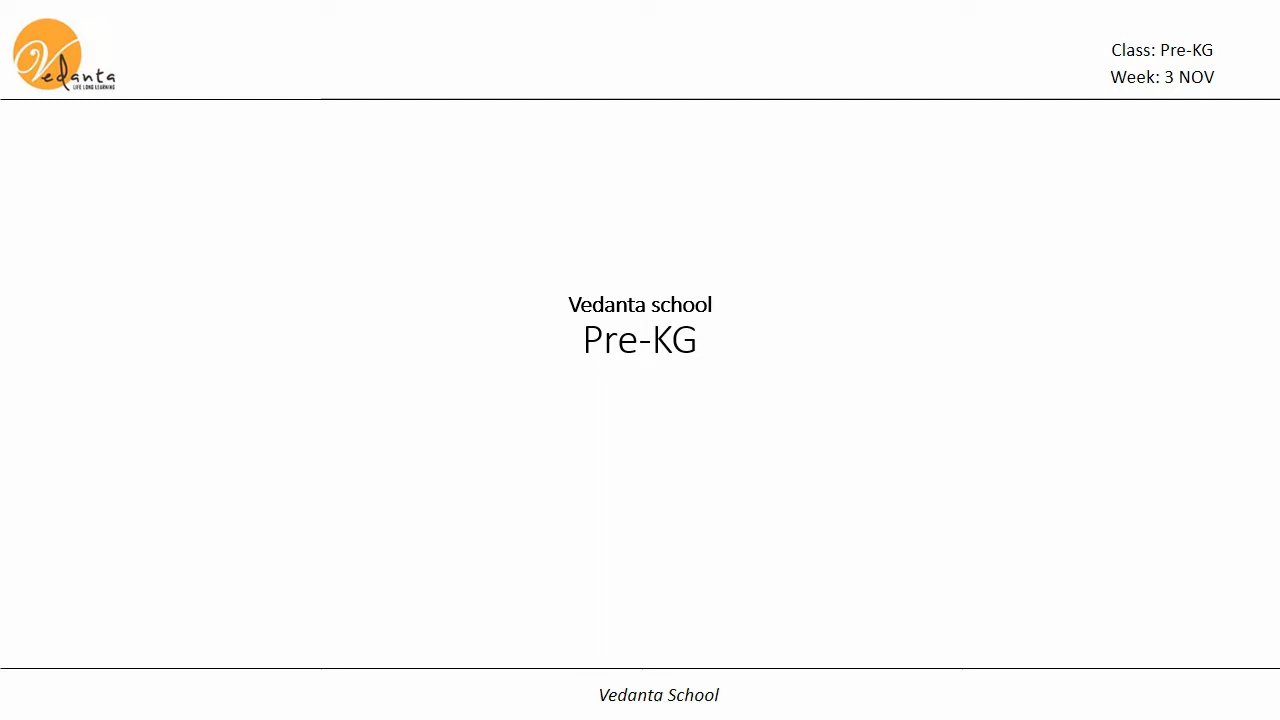 Vedanta
LIFE LONG LEARNING
Class: Pre-KG
Week: 3 NOV
Vedanta school
Pre-KG
Vedanta School